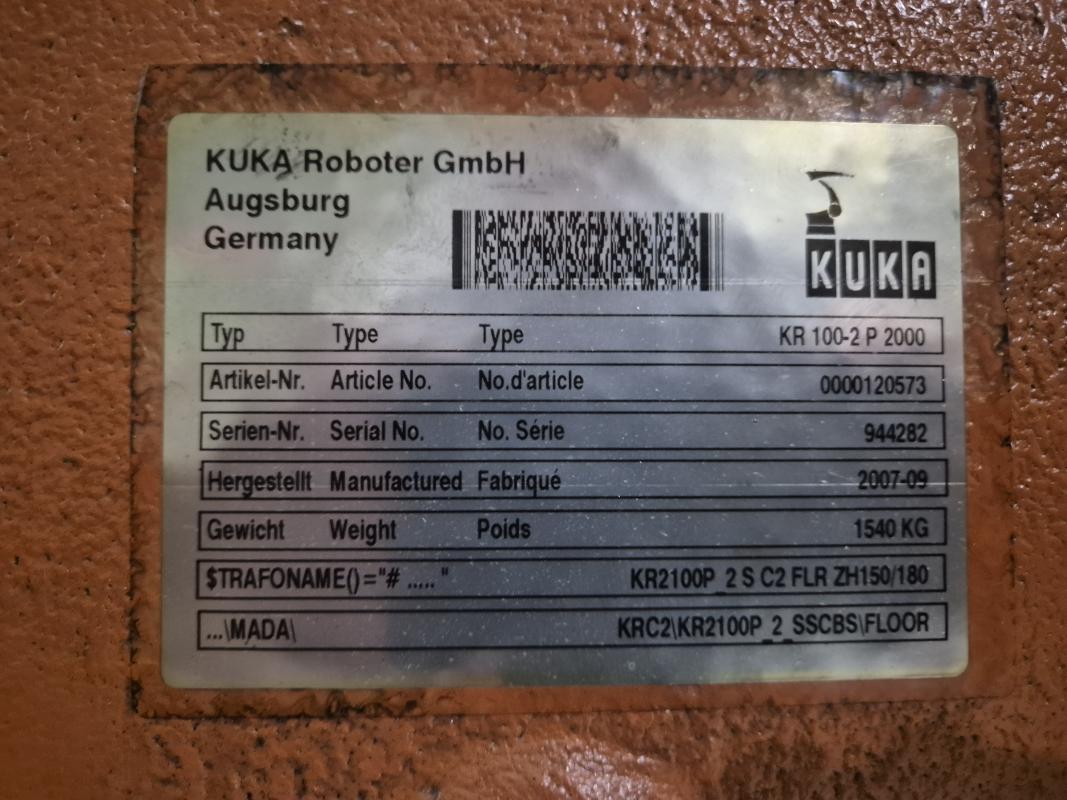 KUKA Roboter GmbH
Augsburg
Germany
KUKA
Typ Type Type KR 100-2 P 2000
Artikel-Nr. Article No. No.d'article 0000120573
Serien-Nr. Serial No. No. Série 944282
Hergestellt Manufactured Fabriqué 2007-09
Gewicht Weight Poids 1540 KG
$TRAFONAME()="# ..... " KR2100P_2 S C2 FLR ZH150/180
...\MADA\ KRC2\KR2100P_2_SSCBS\FLOOR